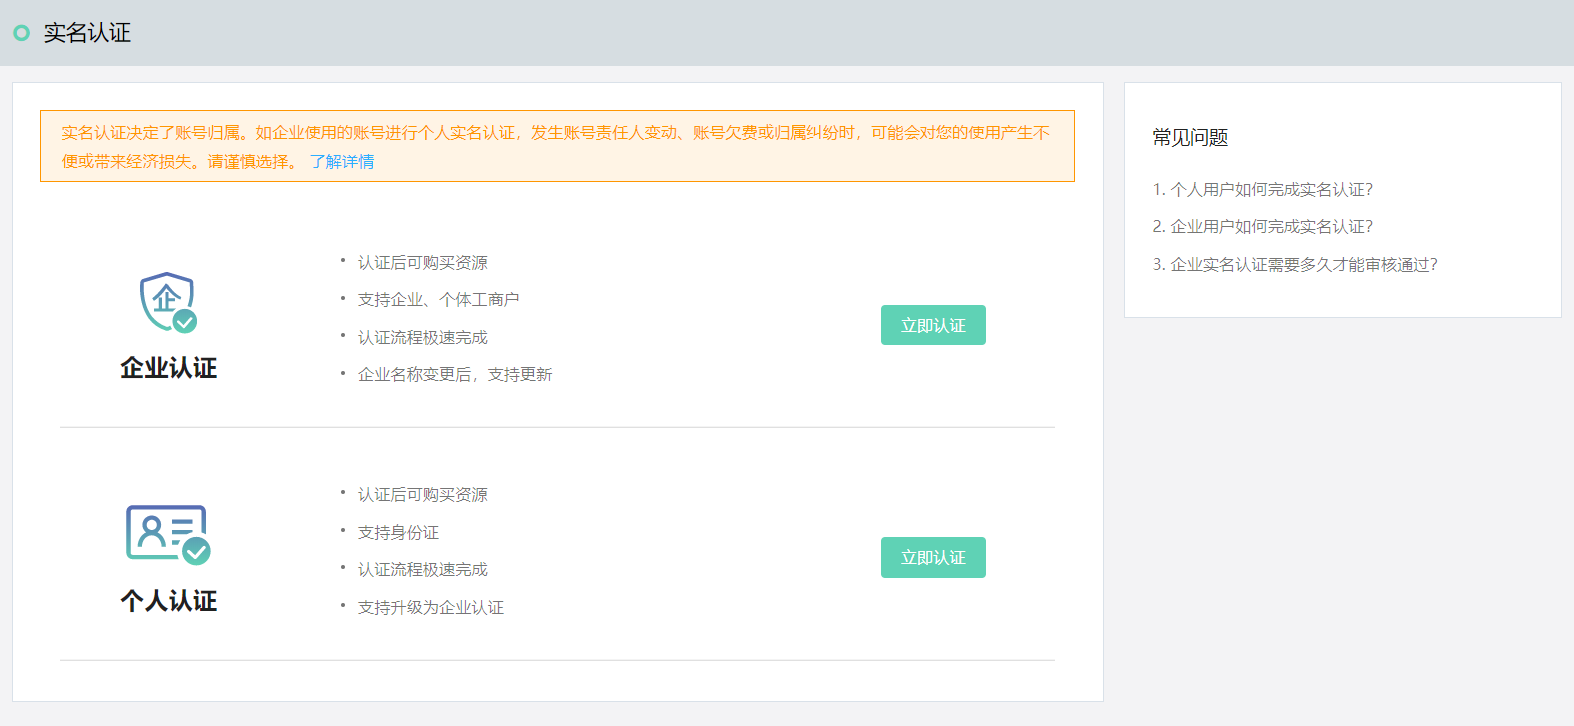 实名认证
实名认证决定了账号归属。如企业使用的账号进行个人实名认证，发生账号责任人变动、账号欠费或归属纠纷时，可能会对您的使用产生不
便或带来经济损失。请谨慎选择。 了解详情
企
企业认证
• 认证后可购买资源
• 支持企业、个体工商户
• 认证流程极速完成
• 企业名称变更后，支持更新
立即认证
个人认证
• 认证后可购买资源
• 支持身份证
• 认证流程极速完成
• 支持升级为企业认证
立即认证
常见问题
1. 个人用户如何完成实名认证?
2. 企业用户如何完成实名认证?
3. 企业实名认证需要多久才能审核通过?